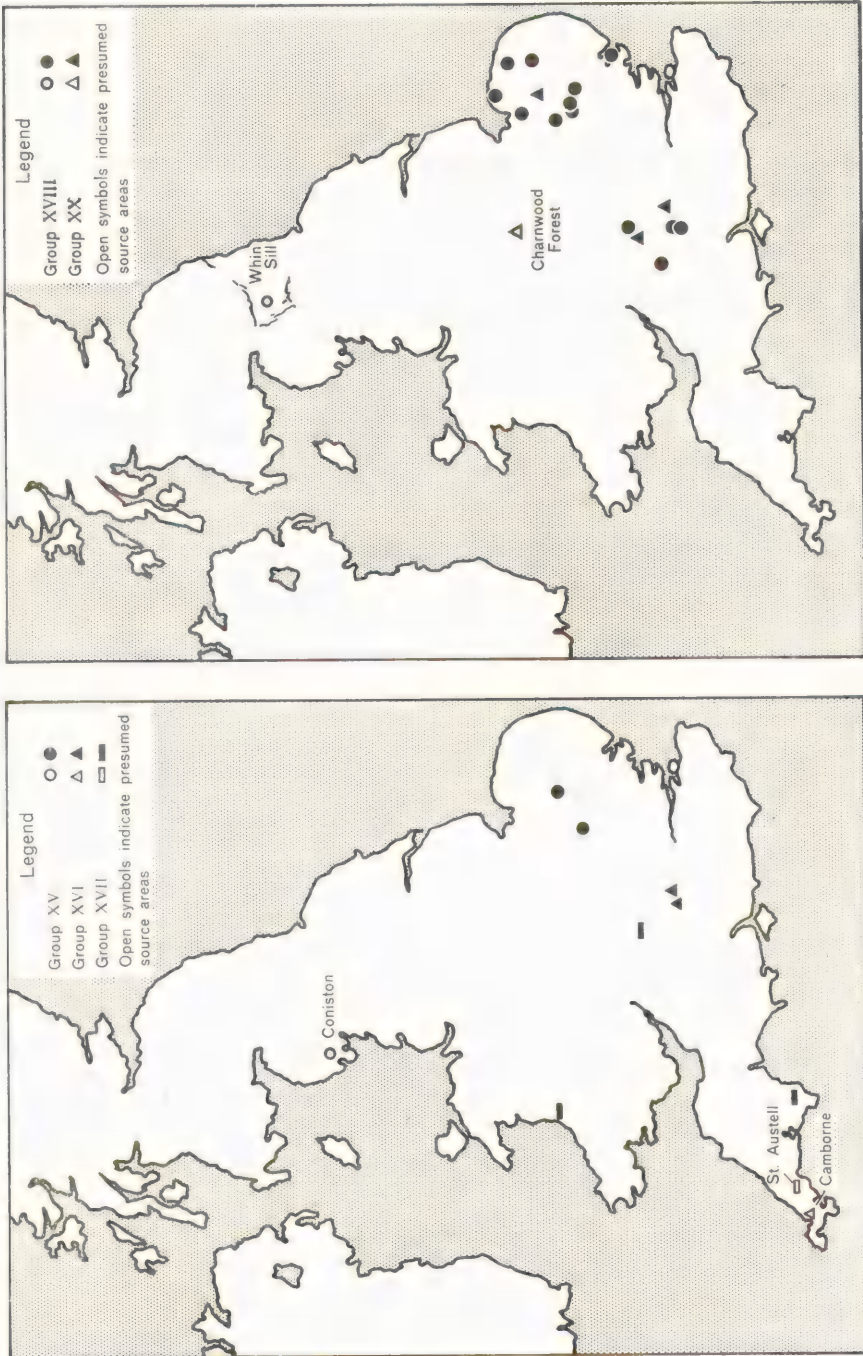 Legend
Group XV
Group XVI
Group XVII
Open symbols indicate presumed
source areas
Coniston
St. Austell
Camborne
Legend
Group XVIII
Group XX
Open symbols indicate presumed
source areas
Whin
Sill
Charnwood
Forest